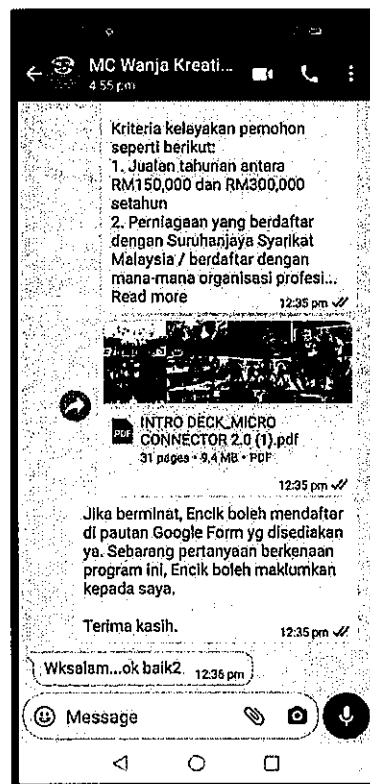 MC Wanja Kreati...
4:55 pm
Kriteria kelayakan pemohon
seperti berikut:
1. Jualan tahunan antara
RM150,000 dan RM300,000
setahun
2. Perniagaan yang berdaftar
dengan Suruhanjaya Syarikat
Malaysia / berdaftar dengan
mana-mana organisasi profesi...
Read more
12:35 pm
PDF
INTRO DECK_MICRO
CONNECTOR 2.0 (1).pdf
31 pages • 9,4 MB • PDF
12:35 pm
Jika berminat, Encik boleh mendaftar
di pautan Google Form yg disediakan
ya. Sebarang pertanyaan berkenaan
program ini, Encik boleh maklumkan
kepada saya.
Terima kasih.
12:35 pm
Wksalam...ok baik2
12:36 pm
Message